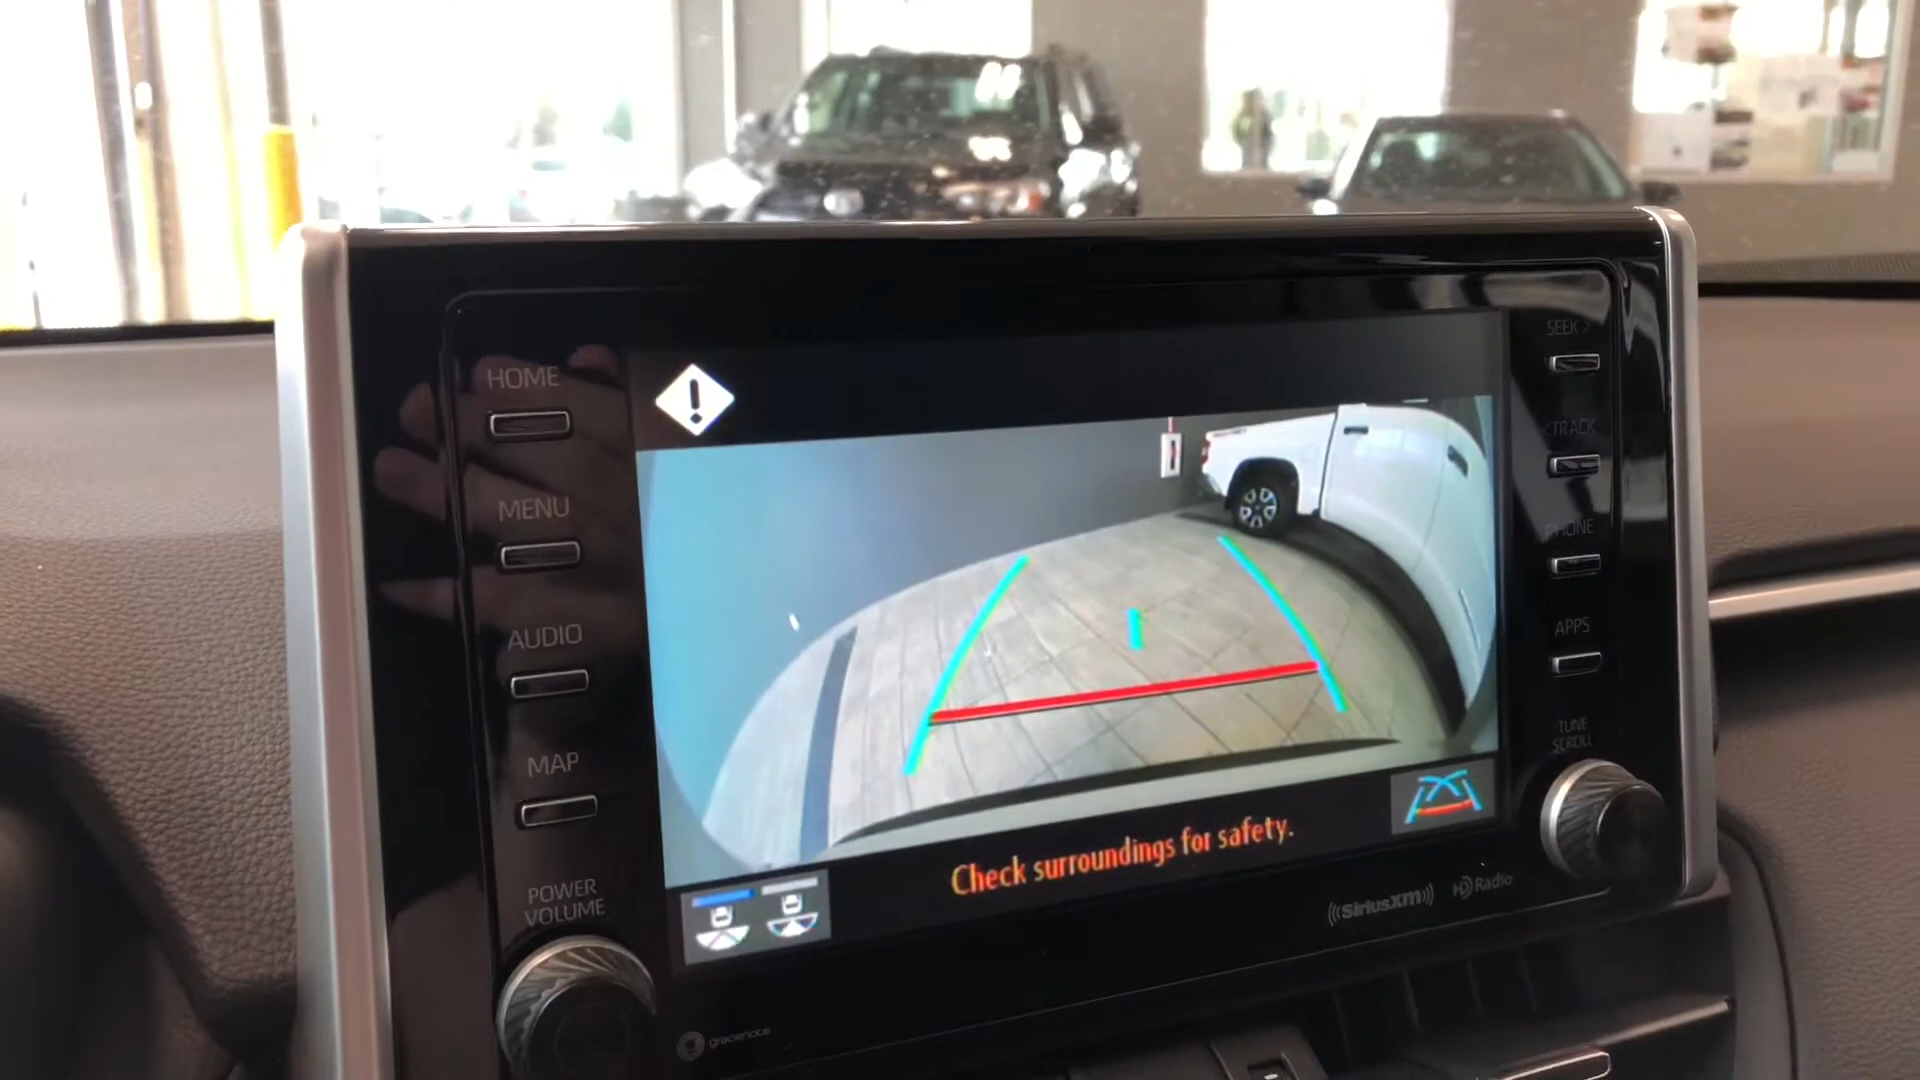 HOME
MENU
AUDIO
MAP
POWER
VOLUME
!
Check surroundings for safety.
SEEK >
< TRACK
PHONE
APPS
TUNE
SCROLL
((SiriusXM))
HD Radio
gracenote